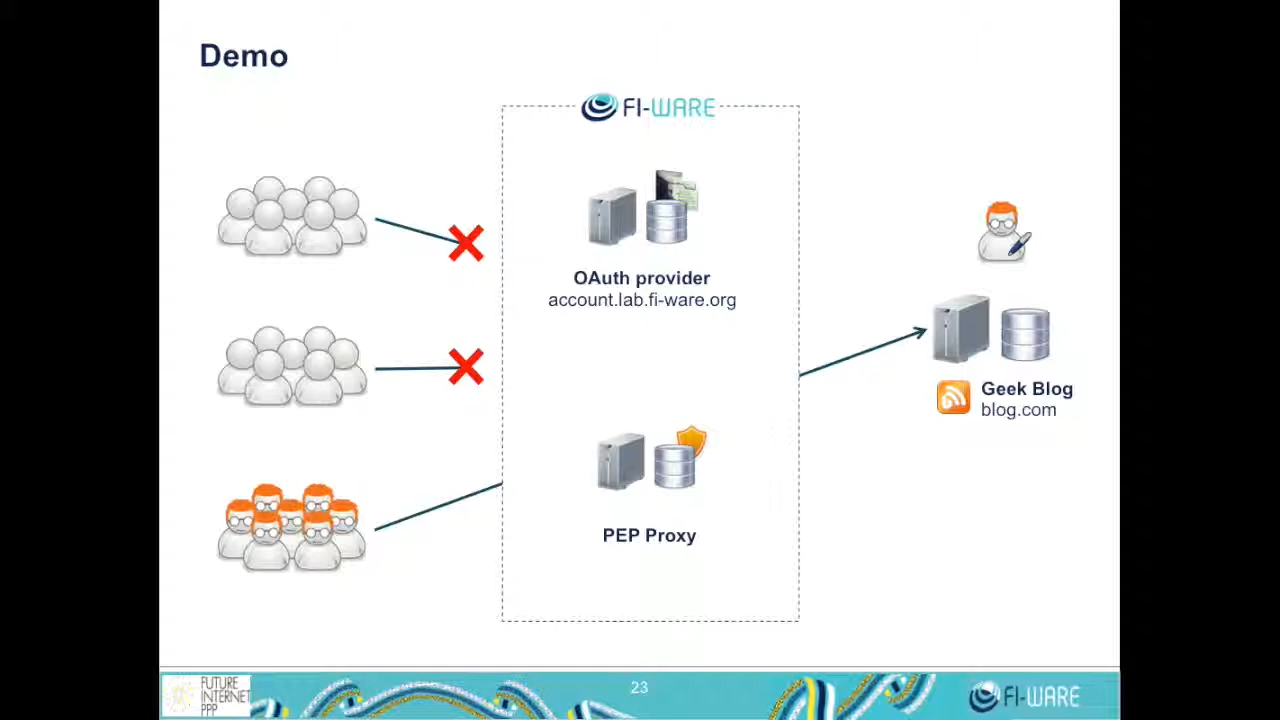 Demo
FI-WARE
OAuth provider
account.lab.fi-ware.org
Geek Blog
blog.com
PEP Proxy
FUTURE
INTERNET
PPP
23
FI-WARE